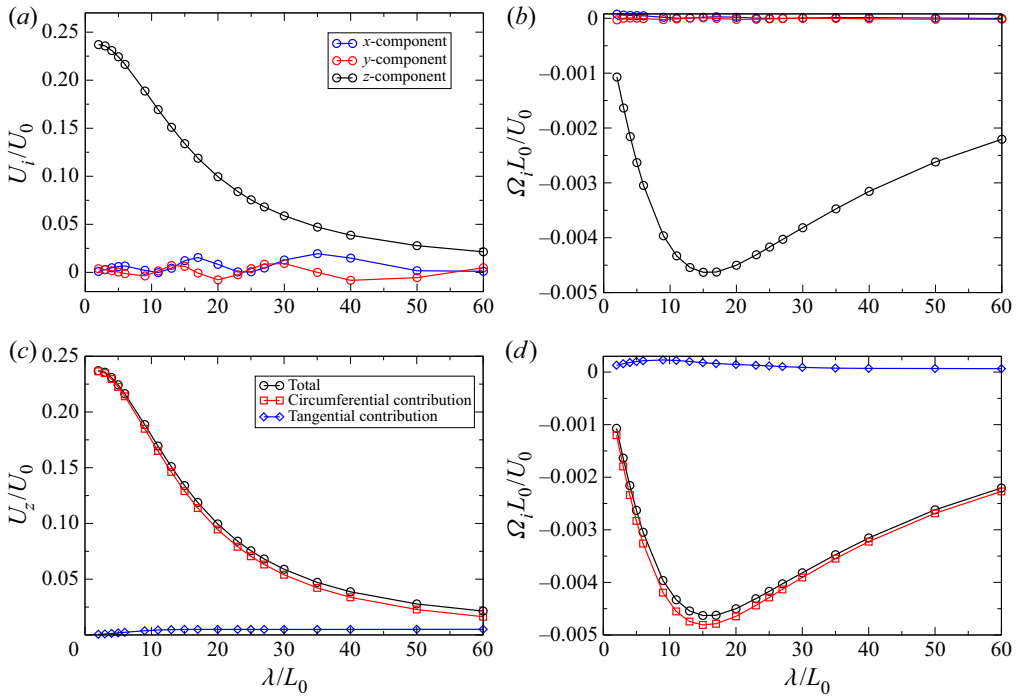 (a)
0.25
0.20
0.15
0.10
0.05
0
U_i/U_0
x-component
y-component
z-component
0 10 20 30 40 50 60
(b)
0
–0.001
–0.002
–0.003
–0.004
–0.005
Ω_i L_0/U_0
0 10 20 30 40 50 60
(c)
0.25
0.20
0.15
0.10
0.05
0
U_z/U_0
Total
Circumferential contribution
Tangential contribution
0 10 20 30 40 50 60
λ/L_0
(d)
0
–0.001
–0.002
–0.003
–0.004
–0.005
Ω_i L_0/U_0
0 10 20 30 40 50 60
λ/L_0